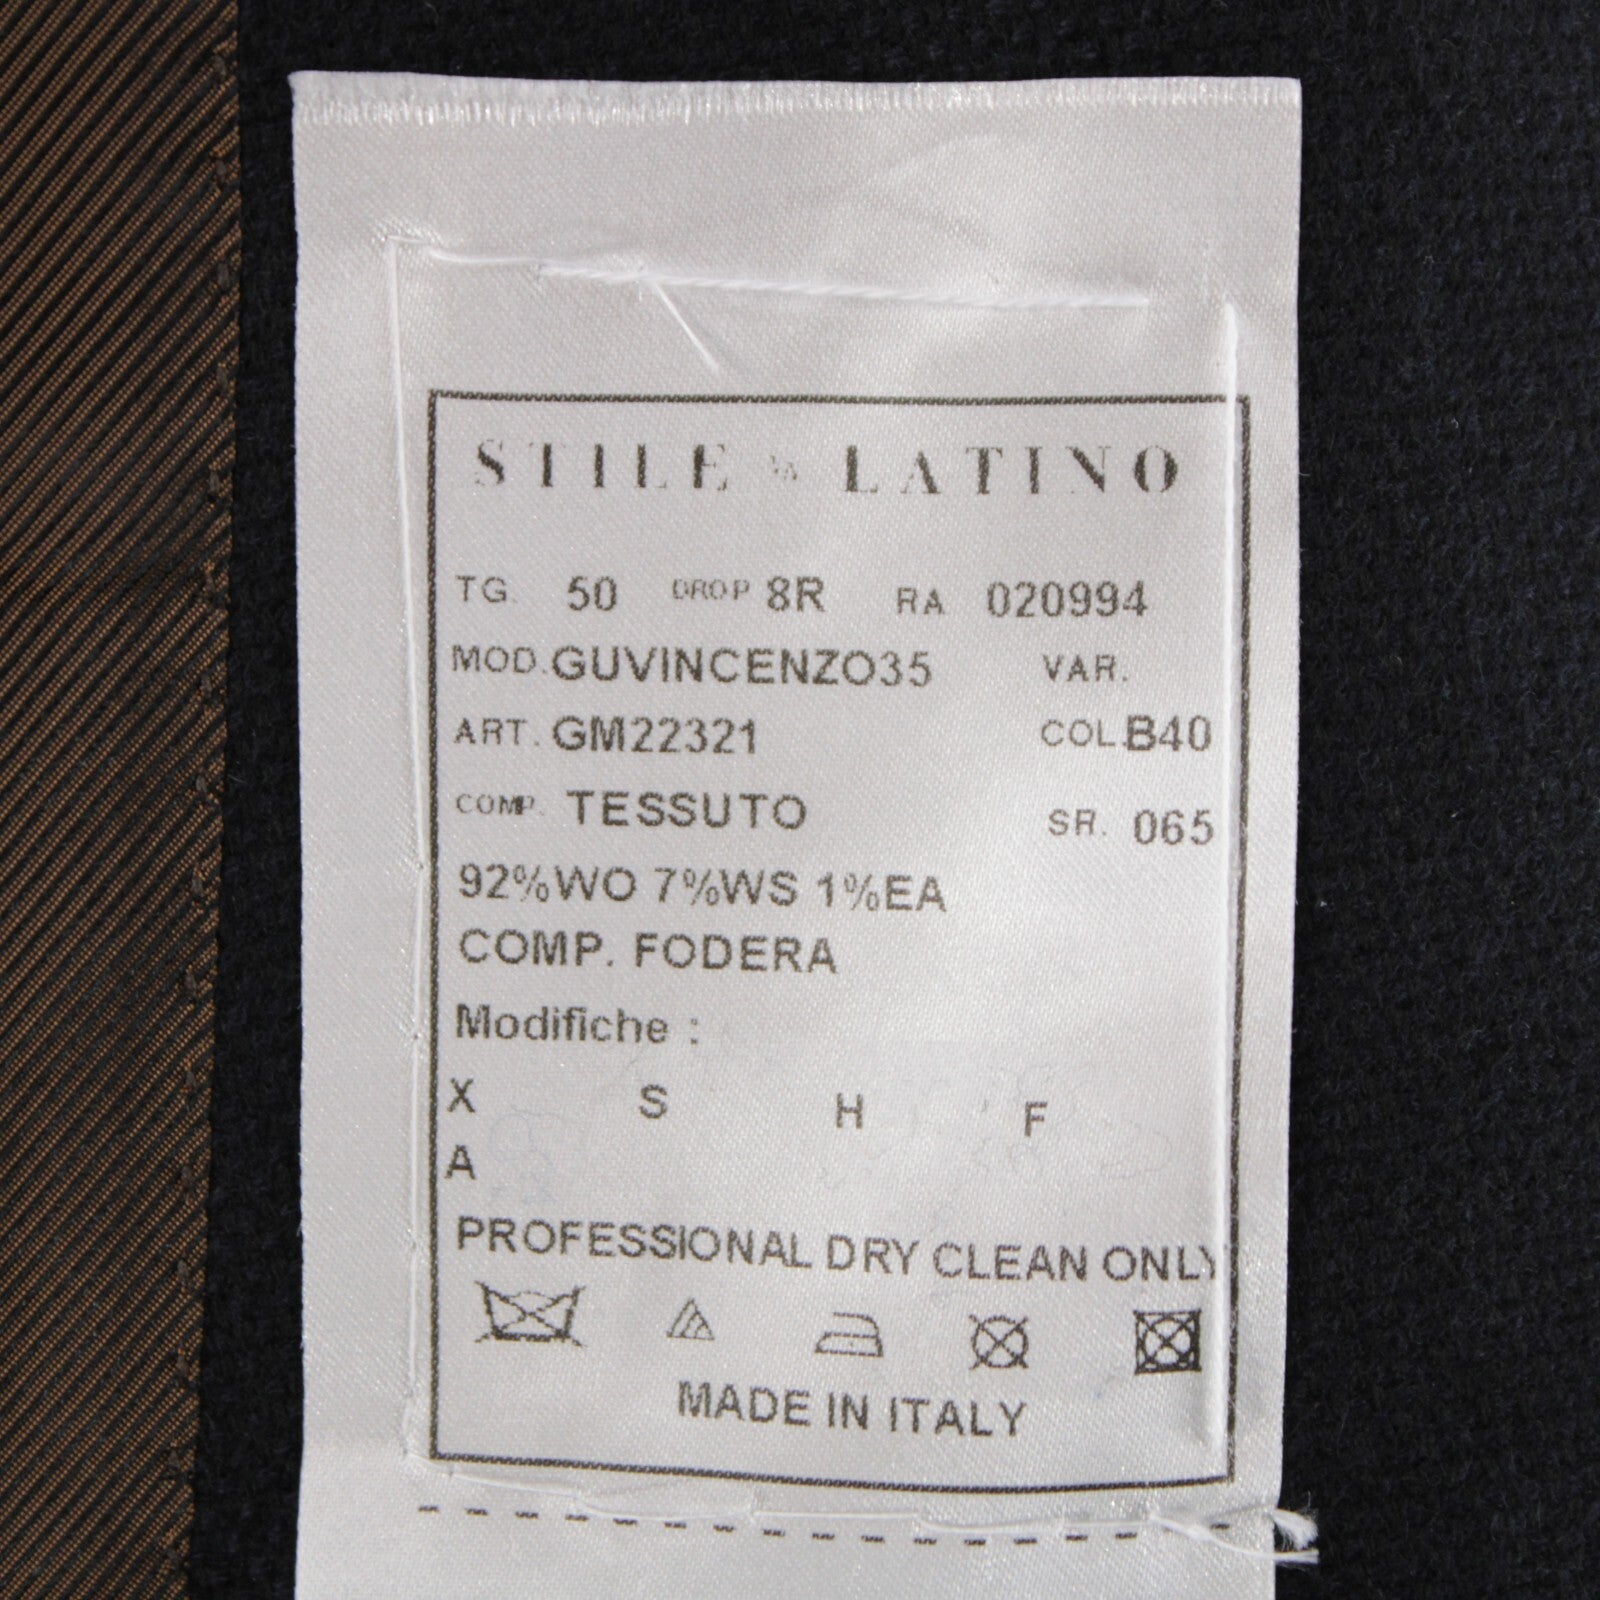 STILE LATINO
TG. 50 DROP 8R RA 020994
MOD. GUVINCENZO35 VAR.
ART. GM22321 COL. B40
COMP. TESSUTO SR. 065
92%WO 7%WS 1%EA
COMP. FODERA
Modifiche :
X S H F
A
PROFESSIONAL DRY CLEAN ONLY
MADE IN ITALY